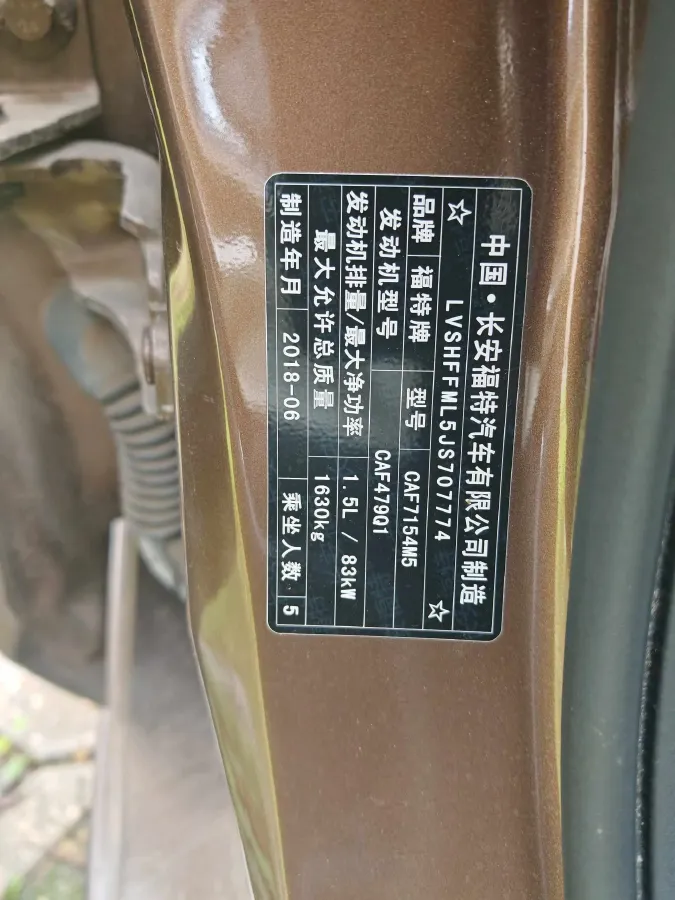 中国·长安福特汽车有限公司制造
☆ LVSHFFML5JS707774 ☆
品牌 福特牌 型号 CAF7154M5
发动机型号 CAF479Q1
发动机排量/最大净功率 1.5L / 83kW
最大允许总质量 1630kg
制造年月 2018-06 乘坐人数 5